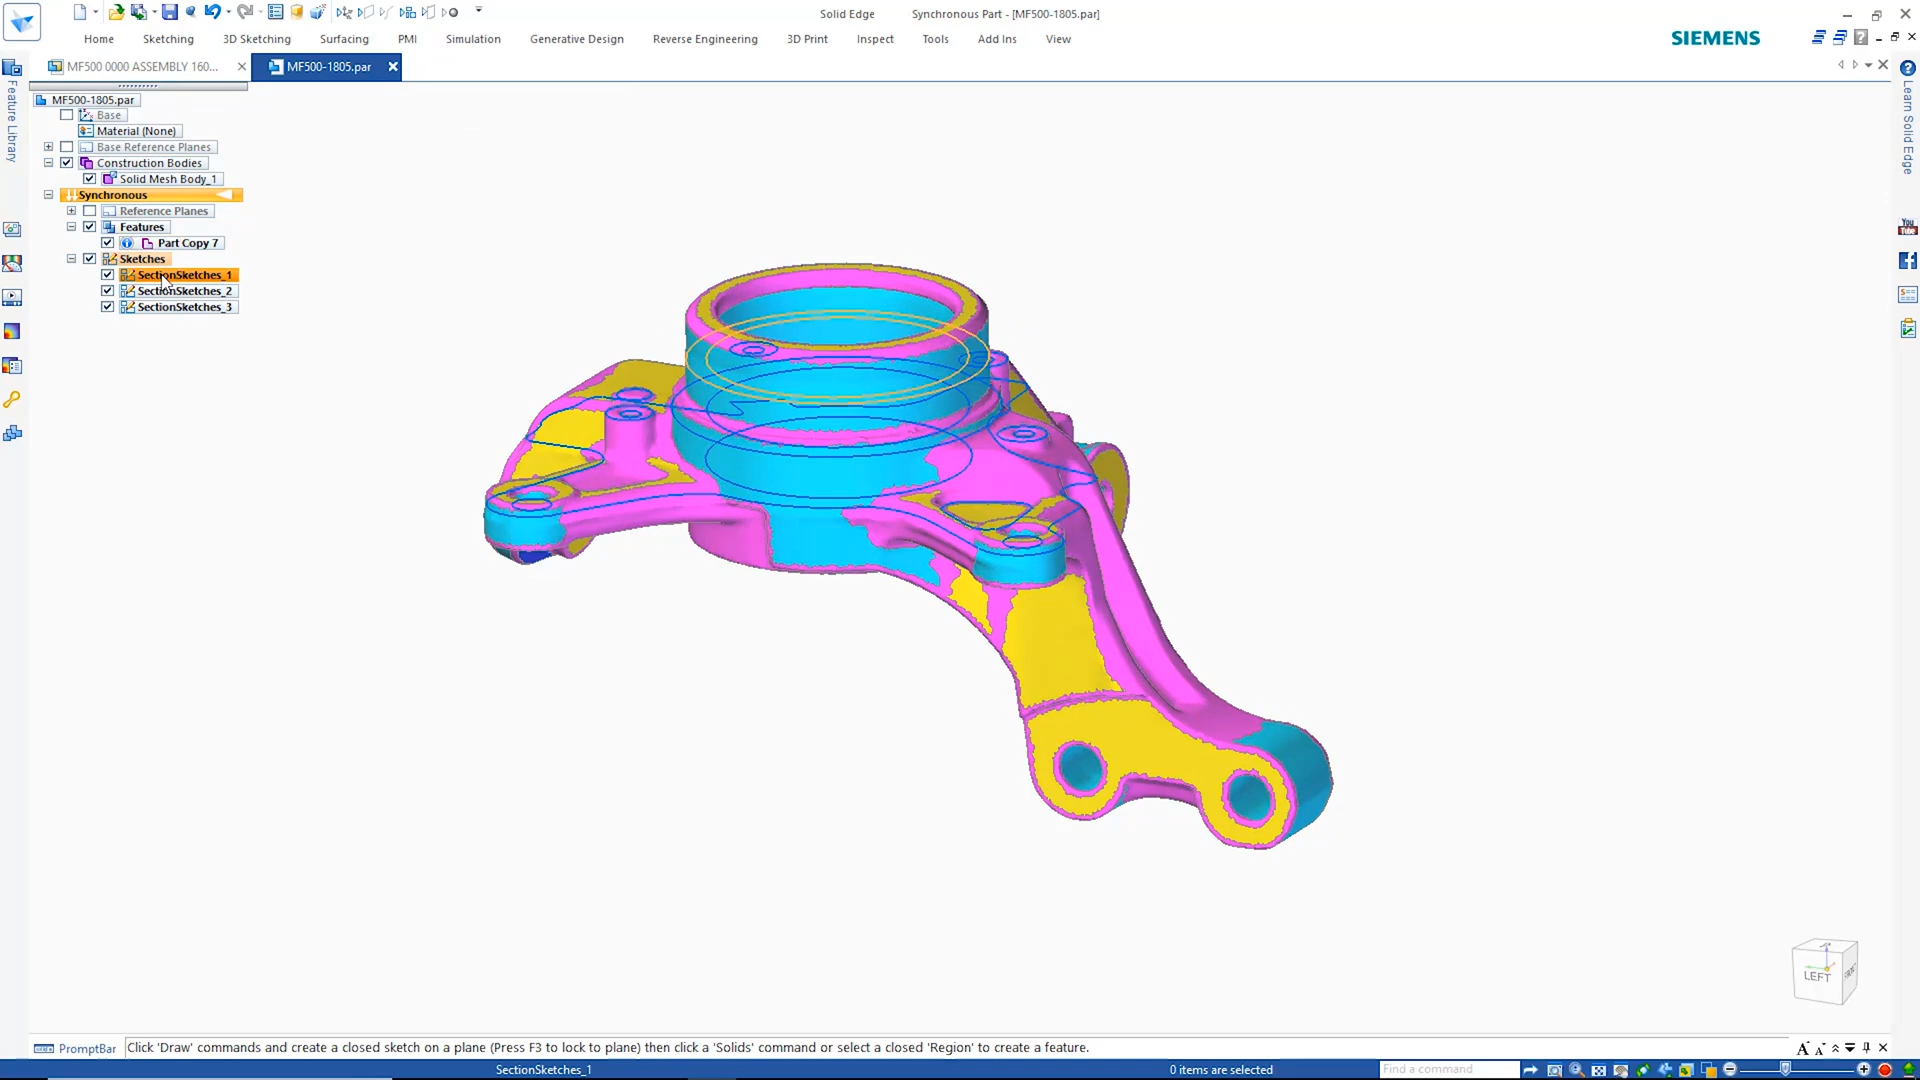 Solid Edge Synchronous Part - [MF500-1805.par]
Home Sketching 3D Sketching Surfacing PMI Simulation Generative Design Reverse Engineering 3D Print Inspect Tools Add Ins View
SIEMENS
MF500 0000 ASSEMBLY 160...
MF500-1805.par
Feature Library
Learn Solid Edge
MF500-1805.par
Base
Material (None)
Base Reference Planes
Construction Bodies
Solid Mesh Body_1
Synchronous
Reference Planes
Features
Part Copy 7
Sketches
SectionSketches_1
SectionSketches_2
SectionSketches_3
You
Tube
LEFT
PromptBar
Click 'Draw' commands and create a closed sketch on a plane (Press F3 to lock to plane) then click a 'Solids' command or select a closed 'Region' to create a feature.
SectionSketches_1
0 items are selected
Find a command